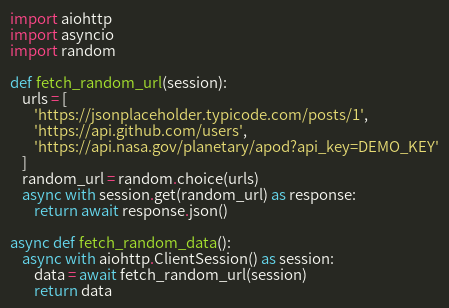 import aiohttp
import asyncio
import random

def fetch_random_url(session):
    urls = [
        'https://jsonplaceholder.typicode.com/posts/1',
        'https://api.github.com/users',
        'https://api.nasa.gov/planetary/apod?api_key=DEMO_KEY'
    ]
    random_url = random.choice(urls)
    async with session.get(random_url) as response:
        return await response.json()

async def fetch_random_data():
    async with aiohttp.ClientSession() as session:
        data = await fetch_random_url(session)
        return data